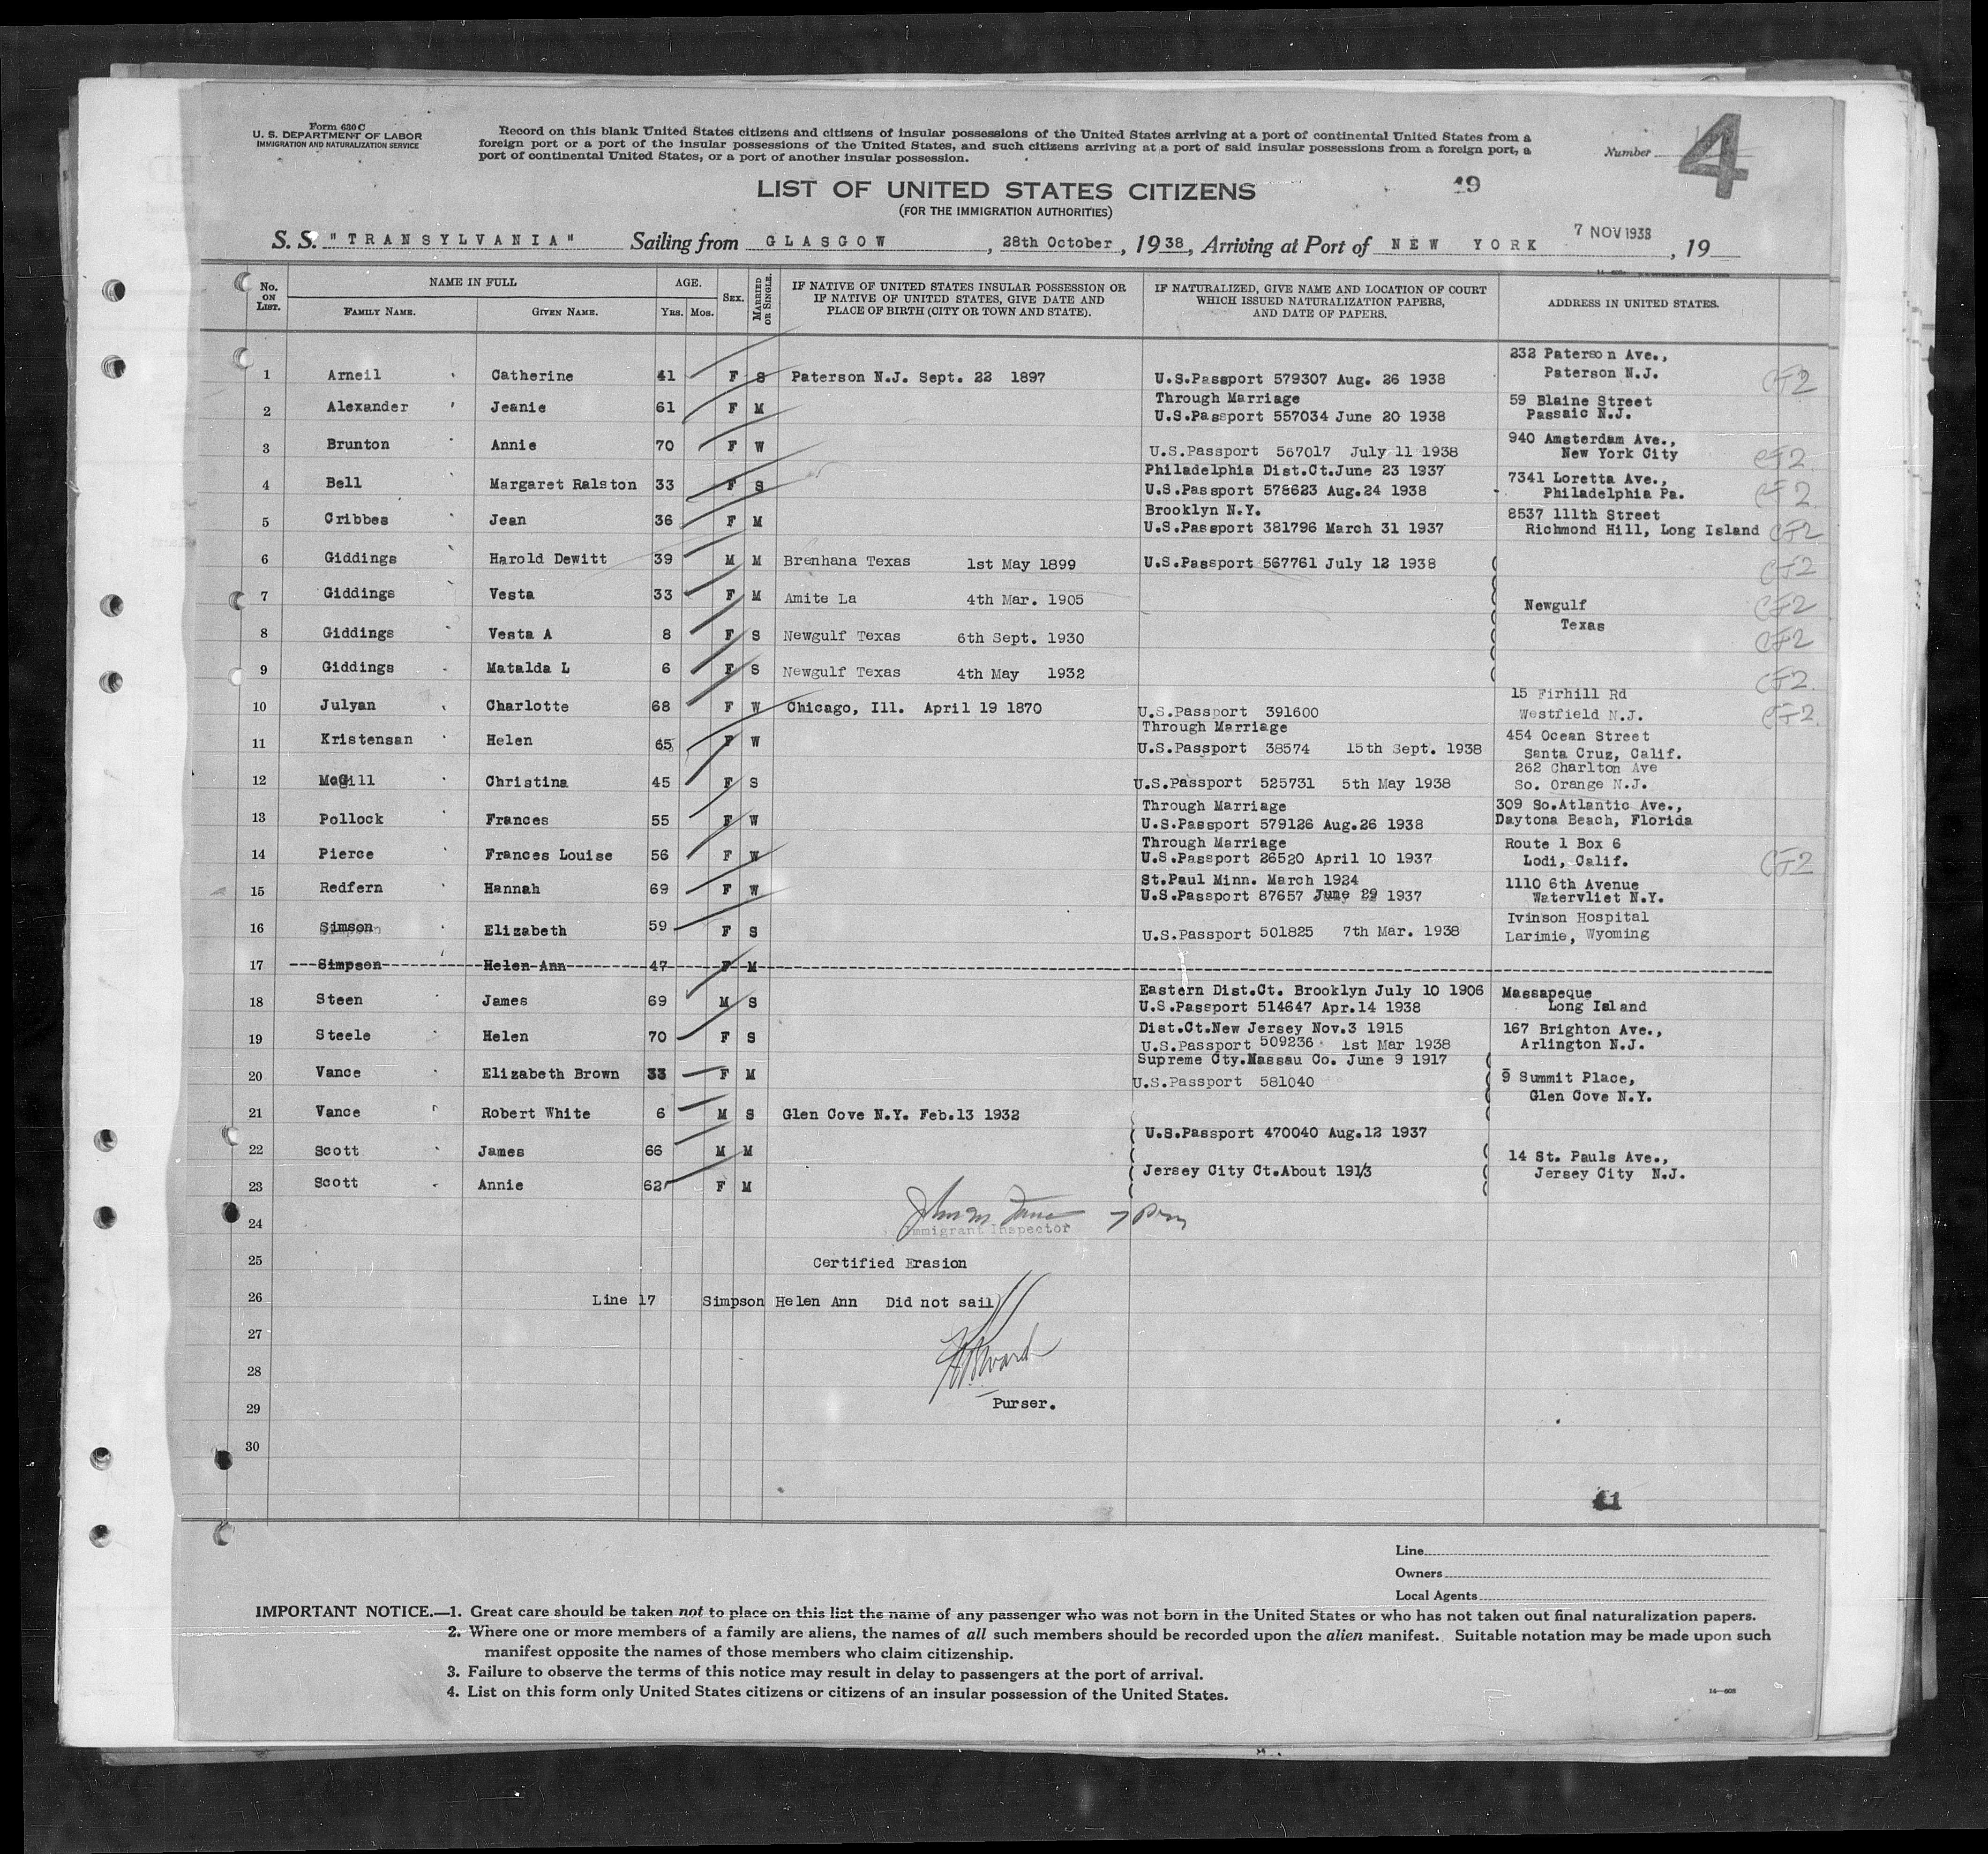 Form 630 C
U. S. DEPARTMENT OF LABOR
IMMIGRATION AND NATURALIZATION SERVICE
Record on this blank United States citizens and citizens of insular possessions of the United States arriving at a port of continental United States from a
foreign port or a port of the insular possessions of the United States, and such citizens arriving at a port of said insular possessions from a foreign port, a
port of continental United States, or a port of another insular possession.
Number 4
LIST OF UNITED STATES CITIZENS
19
(FOR THE IMMIGRATION AUTHORITIES)
S. S. "TRANSYLVANIA" Sailing from GLASGOW, 28th October, 1938, Arriving at Port of NEW YORK 7 NOV 1938, 19
No. ON LIST. NAME IN FULL FAMILY NAME. GIVEN NAME. AGE. YRS. MOS. SEX. MARRIED OR SINGLE. IF NATIVE OF UNITED STATES INSULAR POSSESSION OR IF NATIVE OF UNITED STATES, GIVE DATE AND PLACE OF BIRTH (CITY OR TOWN AND STATE). IF NATURALIZED, GIVE NAME AND LOCATION OF COURT WHICH ISSUED NATURALIZATION PAPERS, AND DATE OF PAPERS. ADDRESS IN UNITED STATES.
1 Arneil Catherine 41 F S Paterson N.J. Sept. 22 1897 U.S.Passport 579307 Aug. 26 1938 232 Paterson Ave., Paterson N.J.
2 Alexander Jeanie 61 F M Through Marriage U.S.Passport 557034 June 20 1938 59 Blaine Street Passaic N.J.
3 Brunton Annie 70 F W U.S.Passport 567017 July 11 1938 940 Amsterdam Ave., New York City
4 Bell Margaret Ralston 33 F S Philadelphia Dist.Ct.June 23 1937 U.S.Passport 578623 Aug.24 1938 7341 Loretta Ave., Philadelphia Pa.
5 Cribbes Jean 36 F M Brooklyn N.Y. U.S.Passport 381796 March 31 1937 8537 111th Street Richmond Hill, Long Island
6 Giddings Harold Dewitt 39 M M Brenhana Texas 1st May 1899 U.S.Passport 567761 July 12 1938
7 Giddings Vesta 33 F M Amite La 4th Mar. 1905 Newgulf Texas
8 Giddings Vesta A 8 F S Newgulf Texas 6th Sept. 1930
9 Giddings Matalda L 6 F S Newgulf Texas 4th May 1932
10 Julyan Charlotte 68 F W Chicago, Ill. April 19 1870 U.S.Passport 391600 15 Firhill Rd Westfield N.J.
11 Kristensan Helen 65 F W Through Marriage U.S.Passport 38574 15th Sept. 1938 454 Ocean Street Santa Cruz, Calif.
12 McGill Christina 45 F S U.S.Passport 525731 5th May 1938 262 Charlton Ave So. Orange N.J.
13 Pollock Frances 55 F W Through Marriage U.S.Passport 579126 Aug.26 1938 309 So.Atlantic Ave., Daytona Beach, Florida
14 Pierce Frances Louise 56 F W Through Marriage U.S.Passport 26520 April 10 1937 Route 1 Box 6 Lodi, Calif.
15 Redfern Hannah 69 F W St.Paul Minn. March 1924 U.S.Passport 87657 June 29 1937 1110 6th Avenue Watervliet N.Y.
16 Simson Elizabeth 59 F S U.S.Passport 501825 7th Mar. 1938 Ivinson Hospital Larimie, Wyoming
17 Simpson Helen Ann 47 F M
18 Steen James 69 M S Eastern Dist.Ct. Brooklyn July 10 1906 U.S.Passport 514647 Apr.14 1938 Massapeque Long Island
19 Steele Helen 70 F S Dist.Ct.New Jersey Nov.3 1915 U.S.Passport 509236 1st Mar 1938 167 Brighton Ave., Arlington N.J.
20 Vance Elizabeth Brown 33 F M Supreme Cty.Nassau Co. June 9 1917 U.S.Passport 581040 9 Summit Place, Glen Cove N.Y.
21 Vance Robert White 6 M S Glen Cove N.Y. Feb.13 1932
22 Scott James 66 M M U.S.Passport 470040 Aug.12 1937 14 St. Pauls Ave., Jersey City N.J.
23 Scott Annie 62 F M Jersey City Ct.About 1913
24 Immigrant Inspector
25 Certified Erasion
26 Line 17 Simpson Helen Ann Did not sail
27
28
29 Purser.
30
Line
Owners
Local Agents
IMPORTANT NOTICE.—1. Great care should be taken not to place on this list the name of any passenger who was not born in the United States or who has not taken out final naturalization papers.
2. Where one or more members of a family are aliens, the names of all such members should be recorded upon the alien manifest. Suitable notation may be made upon such
manifest opposite the names of those members who claim citizenship.
3. Failure to observe the terms of this notice may result in delay to passengers at the port of arrival.
4. List on this form only United States citizens or citizens of an insular possession of the United States.